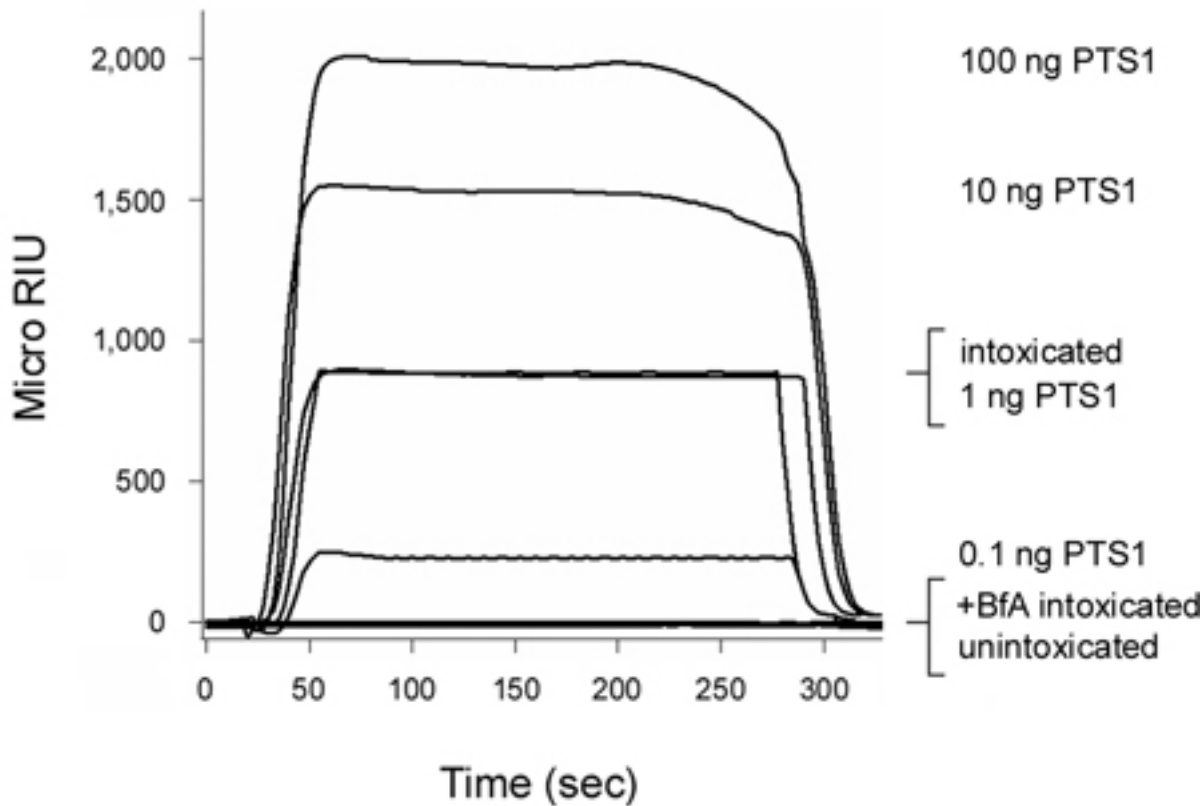 Micro RIU
2,000
1,500
1,000
500
0
0 50 100 150 200 250 300
Time (sec)
100 ng PTS1
10 ng PTS1
intoxicated
1 ng PTS1
0.1 ng PTS1
+BfA intoxicated
unintoxicated